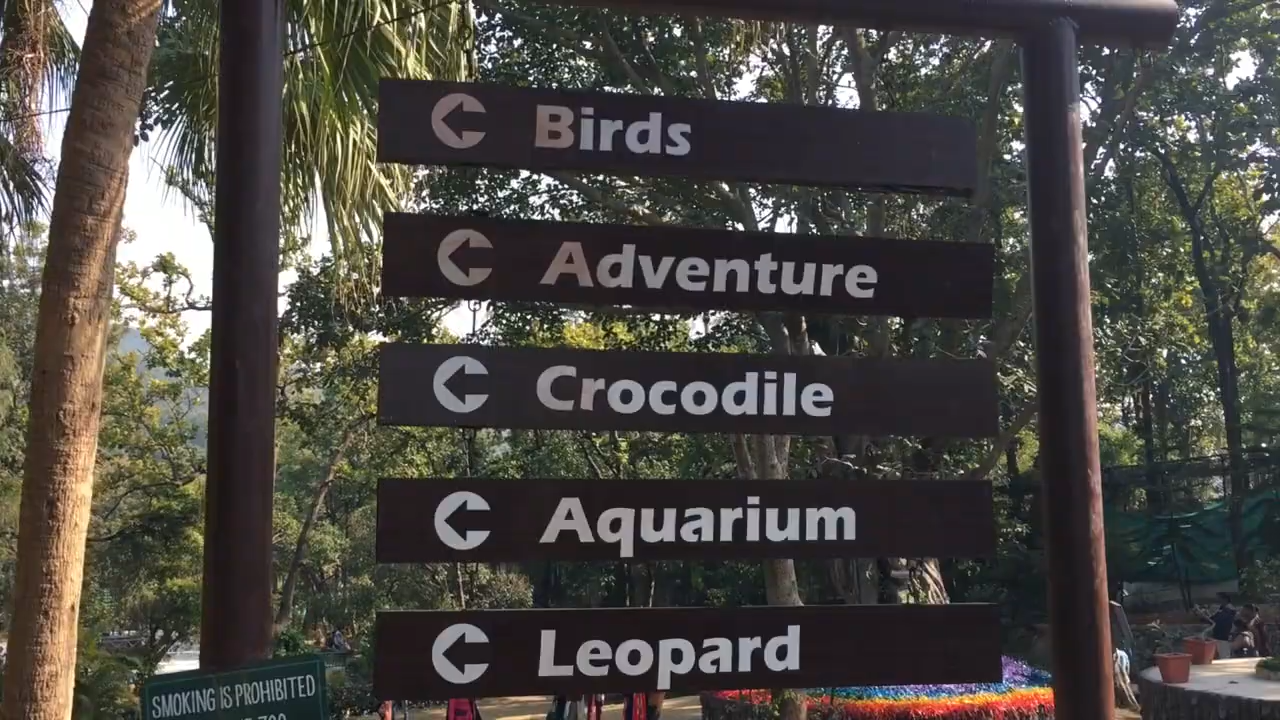 Birds
Adventure
Crocodile
Aquarium
Leopard
SMOKING IS PROHIBITED